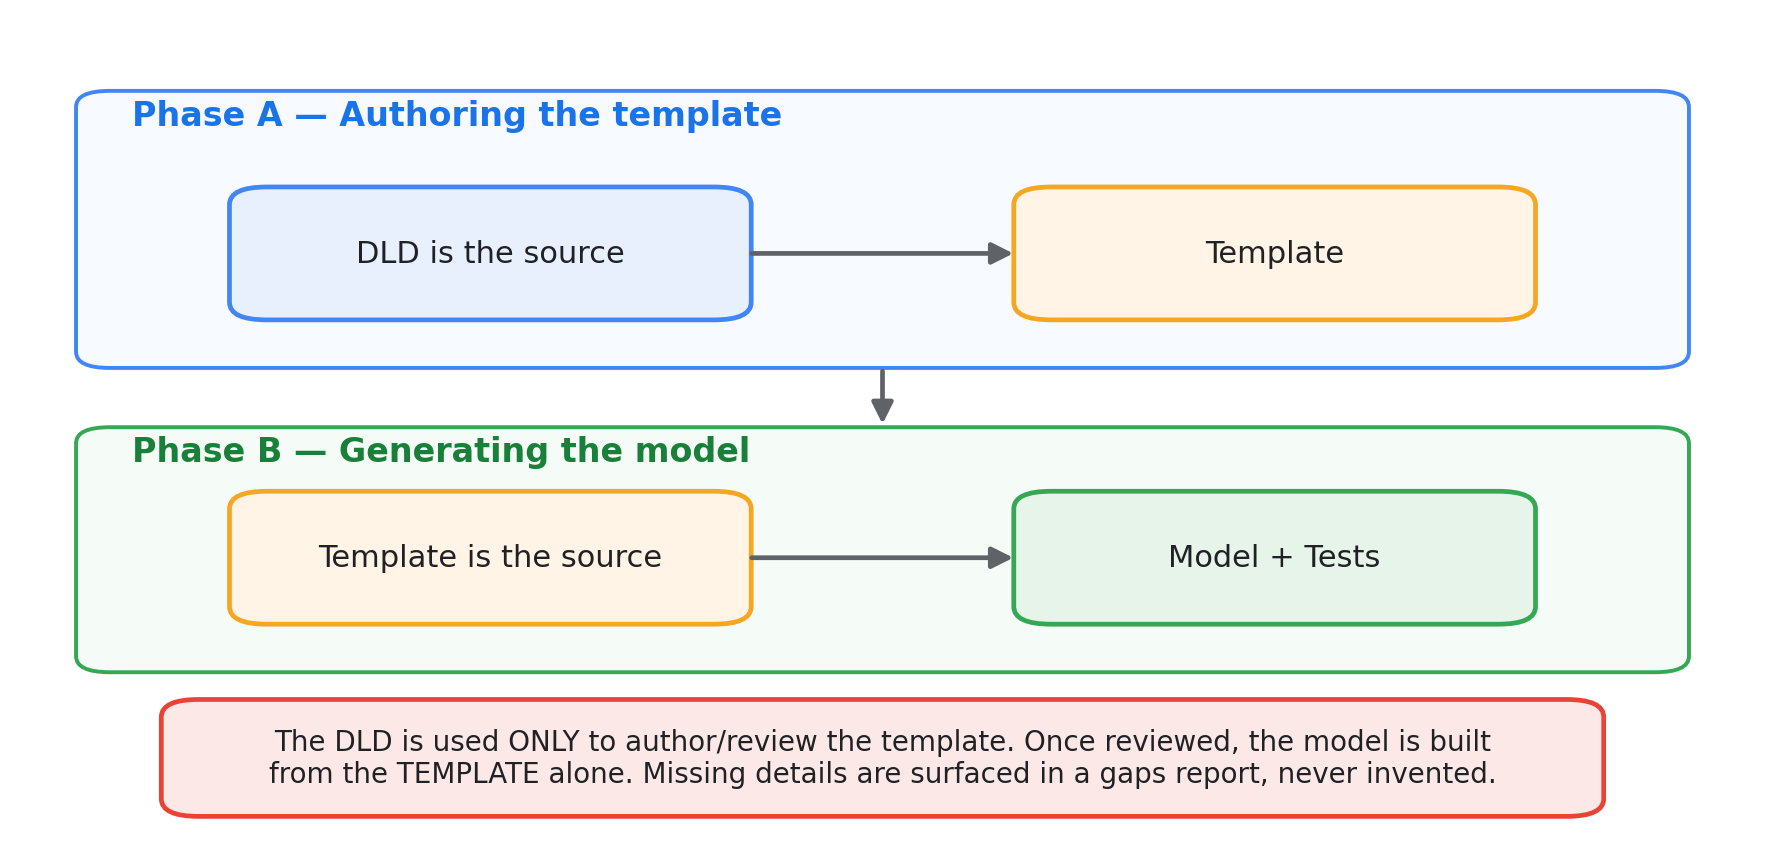 Phase A — Authoring the template
DLD is the source
Template
Phase B — Generating the model
Template is the source
Model + Tests
The DLD is used ONLY to author/review the template. Once reviewed, the model is built
from the TEMPLATE alone. Missing details are surfaced in a gaps report, never invented.